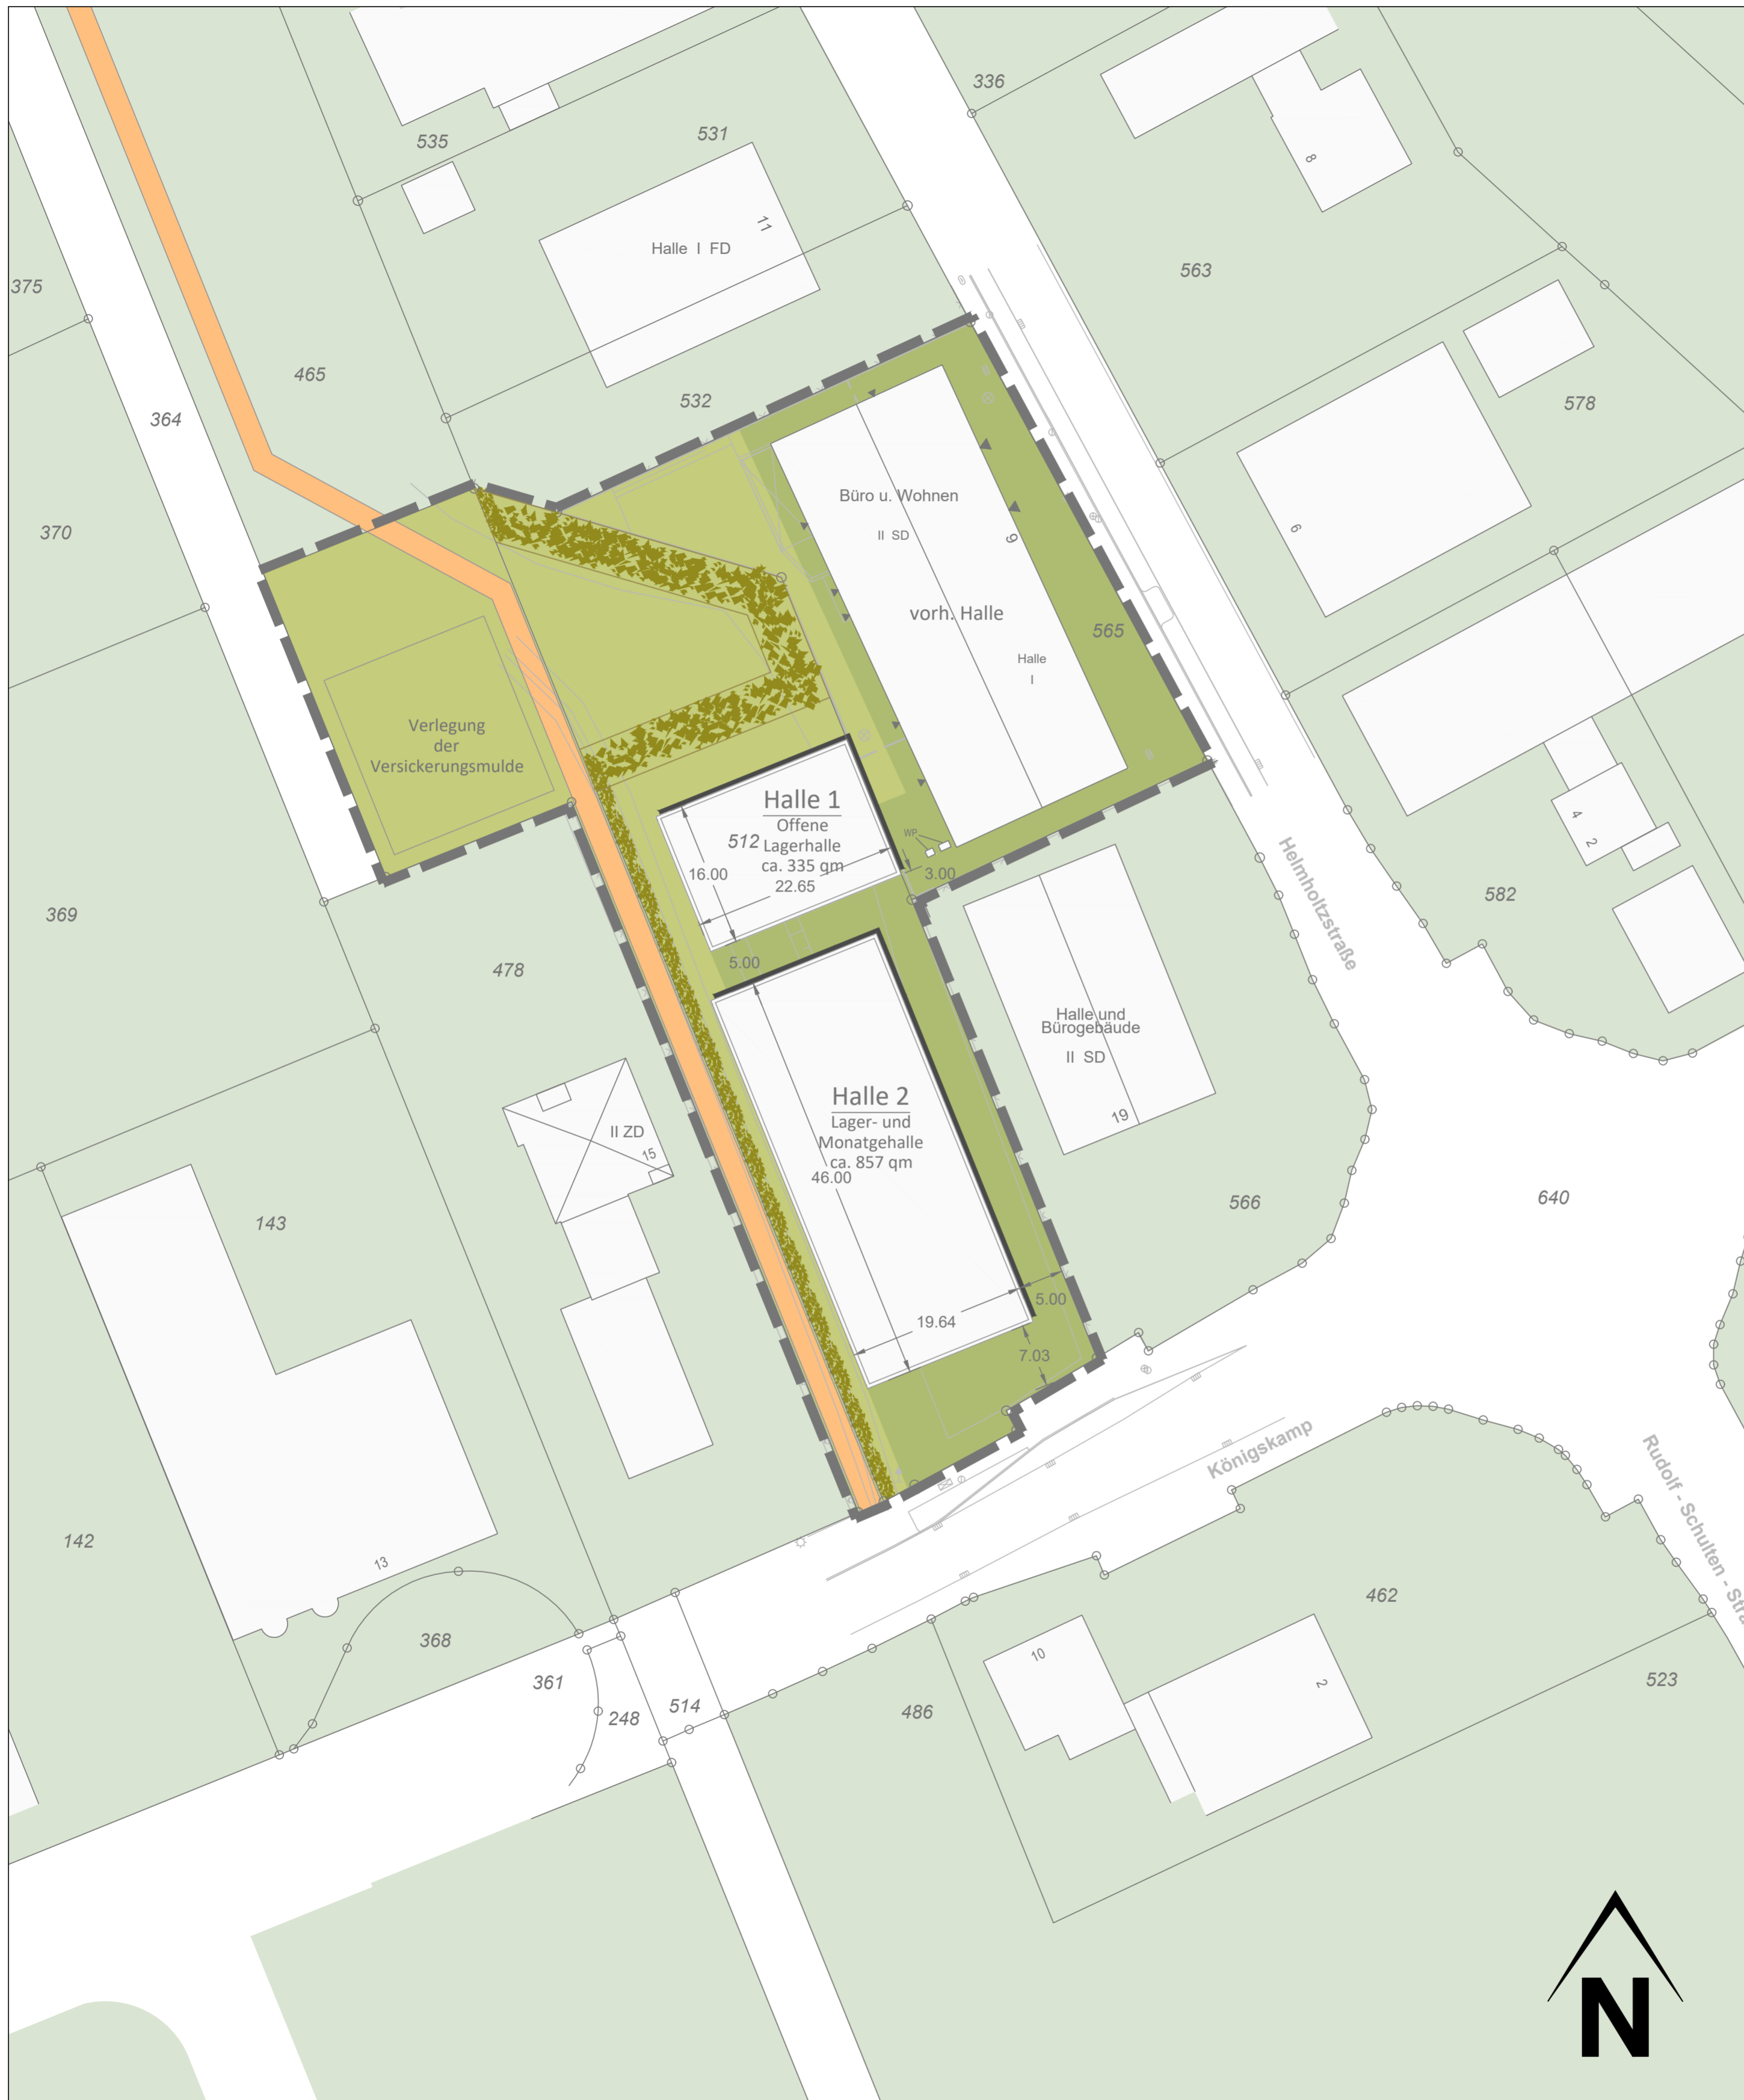 336
535
531
11
Halle I FD
8
375
563
465
532
364
578
370
Büro u. Wohnen
II SD
9
6
vorh. Halle
565
Halle
I
Verlegung
der
Versickerungsmulde
Halle 1
Offene
512
Lagerhalle
ca. 335 qm
16.00
22.65
WP
3.00
4
2
Helmholtzstraße
582
369
478
5.00
Halle und
Bürogebäude
II SD
19
Halle 2
Lager- und
Monatgehalle
ca. 857 qm
46.00
II ZD
15
143
566
640
5.00
19.64
7.03
Königskamp
Rudolf - Schulten - Stra
142
13
462
368
10
2
523
361
514
248
486
N